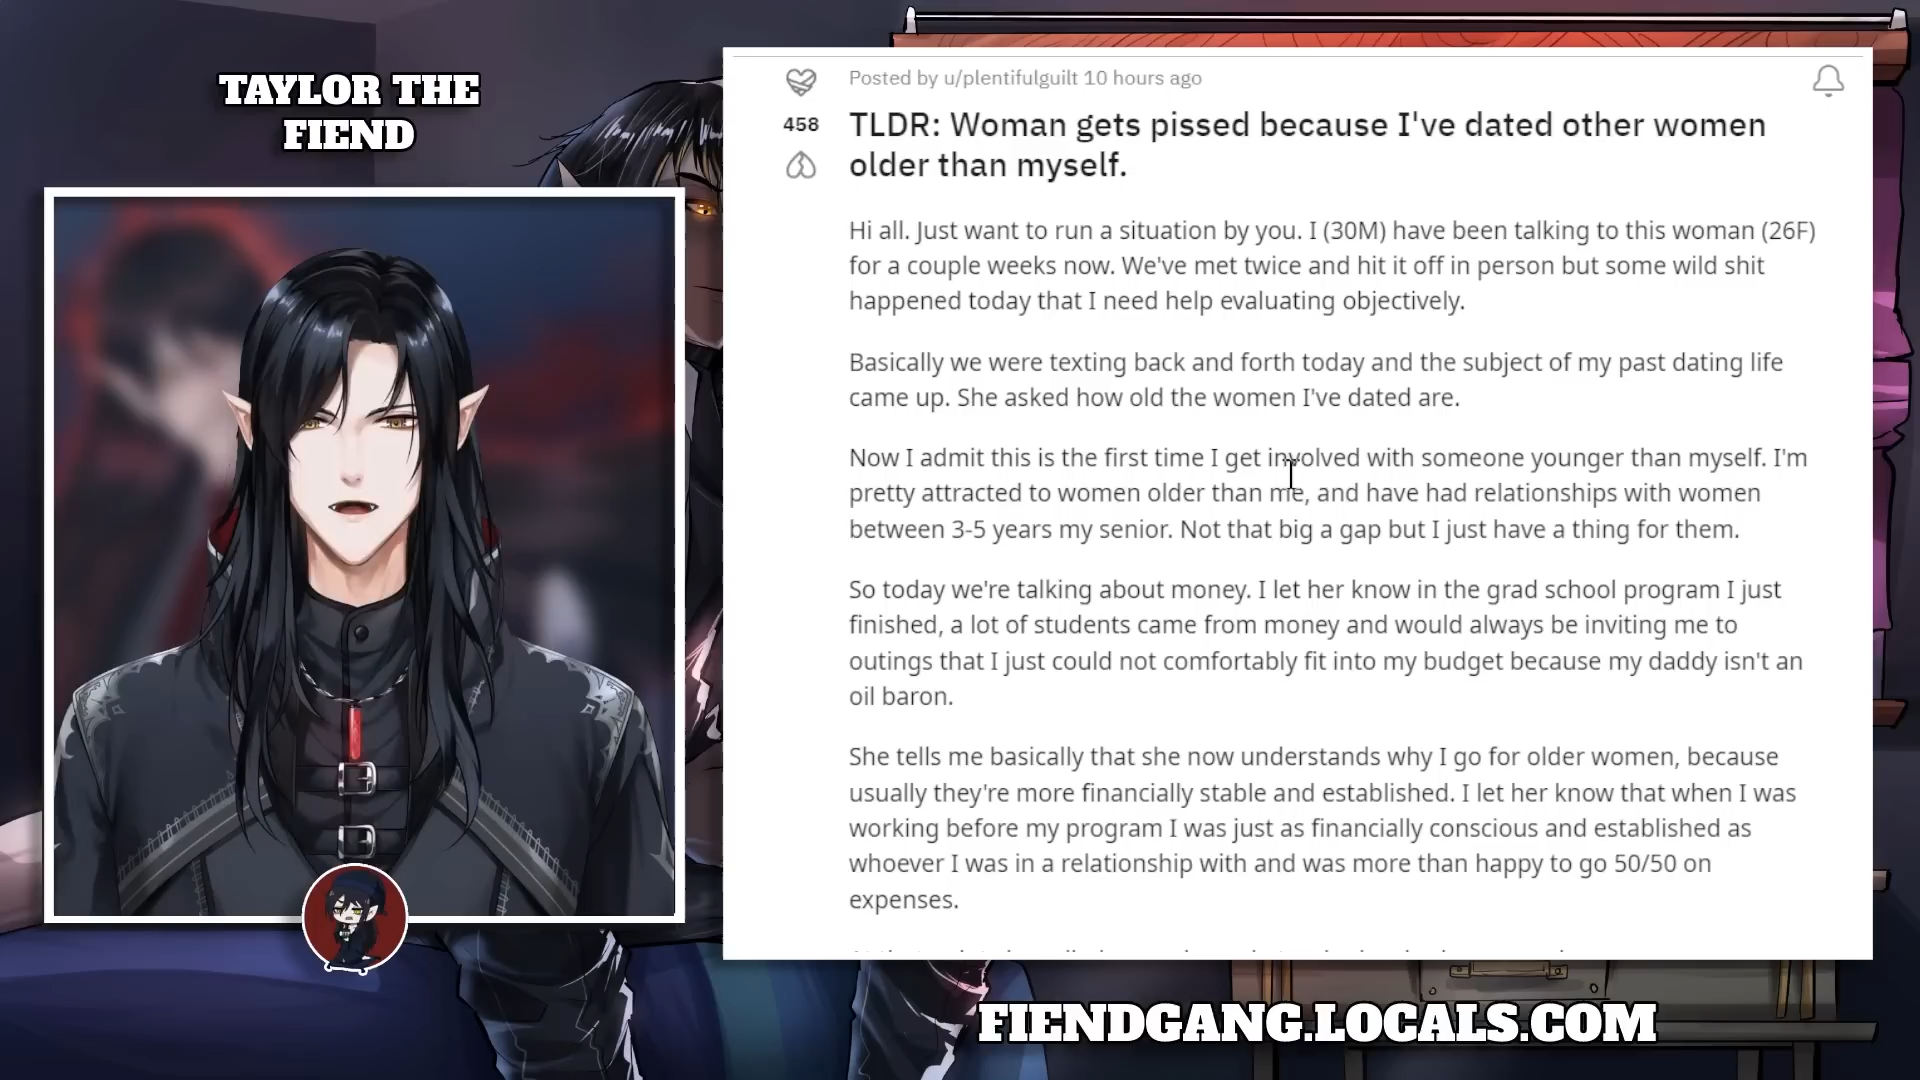 TAYLOR THE
FIEND
Posted by u/plentifulguilt 10 hours ago
458
TLDR: Woman gets pissed because I've dated other women
older than myself.
Hi all. Just want to run a situation by you. I (30M) have been talking to this woman (26F)
for a couple weeks now. We've met twice and hit it off in person but some wild shit
happened today that I need help evaluating objectively.
Basically we were texting back and forth today and the subject of my past dating life
came up. She asked how old the women I've dated are.
Now I admit this is the first time I get involved with someone younger than myself. I'm
pretty attracted to women older than me, and have had relationships with women
between 3-5 years my senior. Not that big a gap but I just have a thing for them.
So today we're talking about money. I let her know in the grad school program I just
finished, a lot of students came from money and would always be inviting me to
outings that I just could not comfortably fit into my budget because my daddy isn't an
oil baron.
She tells me basically that she now understands why I go for older women, because
usually they're more financially stable and established. I let her know that when I was
working before my program I was just as financially conscious and established as
whoever I was in a relationship with and was more than happy to go 50/50 on
expenses.
FIENDGANG.LOCALS.COM